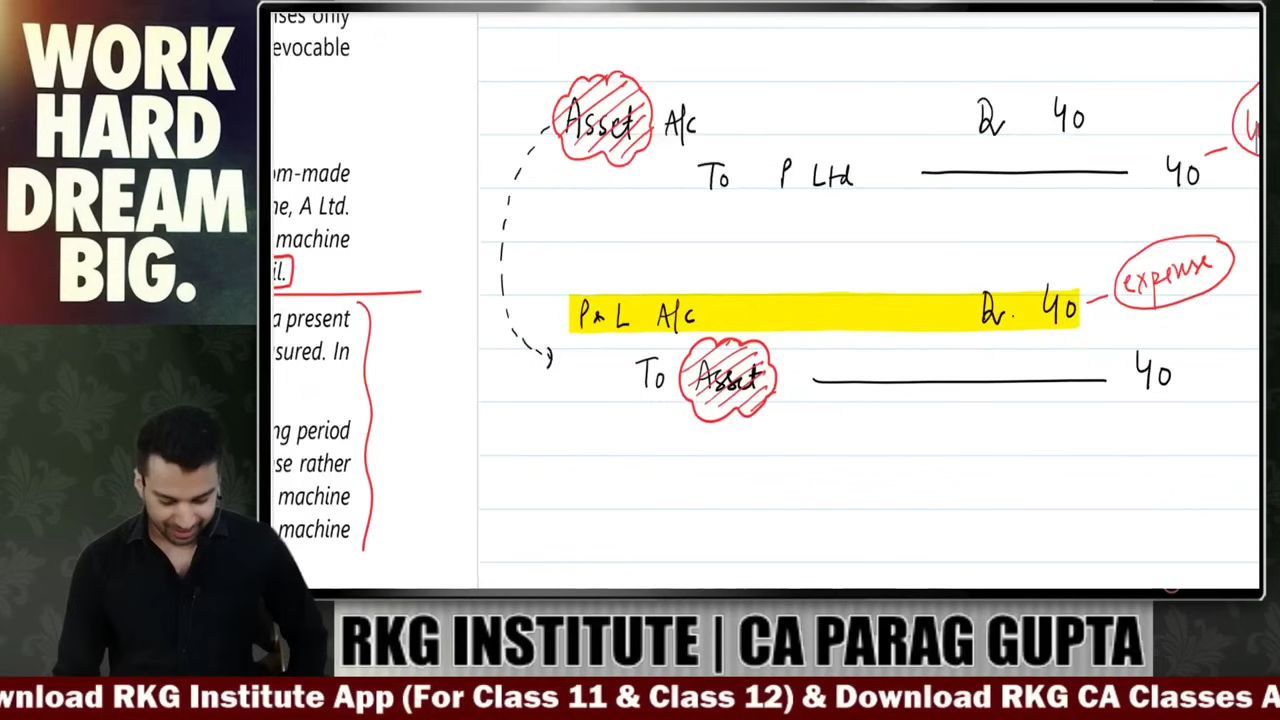 WORK
HARD
DREAM
BIG.
ises only
evocable
om-made
ne, A Ltd.
machine
il.
a present
sured. In
ng period
se rather
machine
machine
Asset A/c Dr 40
To P Ltd 40
P&L A/c Dr. 40
expense
To Asset 40
RKG INSTITUTE | CA PARAG GUPTA
wnload RKG Institute App (For Class 11 & Class 12) & Download RKG CA Classes A